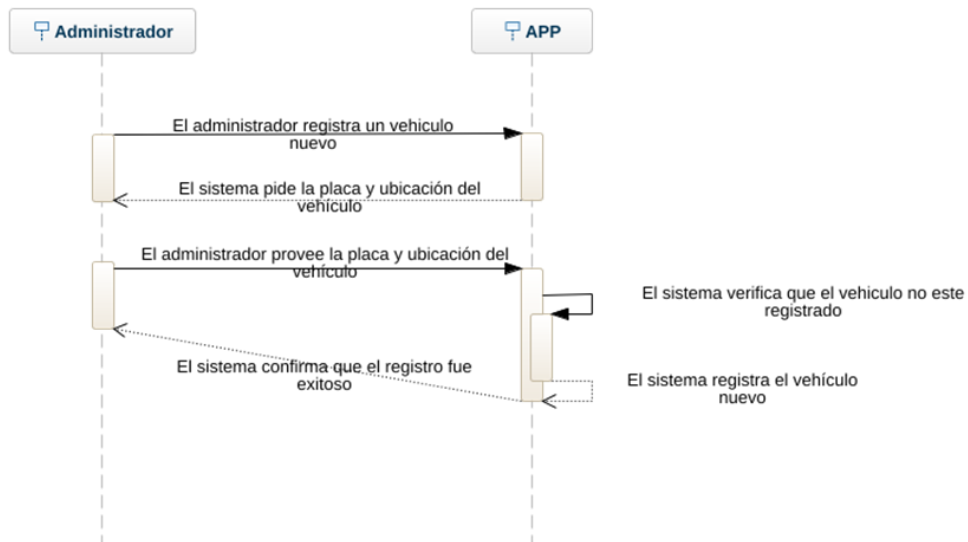 Administrador
APP
El administrador registra un vehiculo
nuevo
El sistema pide la placa y ubicación del
vehículo
El administrador provee la placa y ubicación del
vehículo
El sistema verifica que el vehiculo no este
registrado
El sistema confirma que el registro fue
exitoso
El sistema registra el vehículo
nuevo